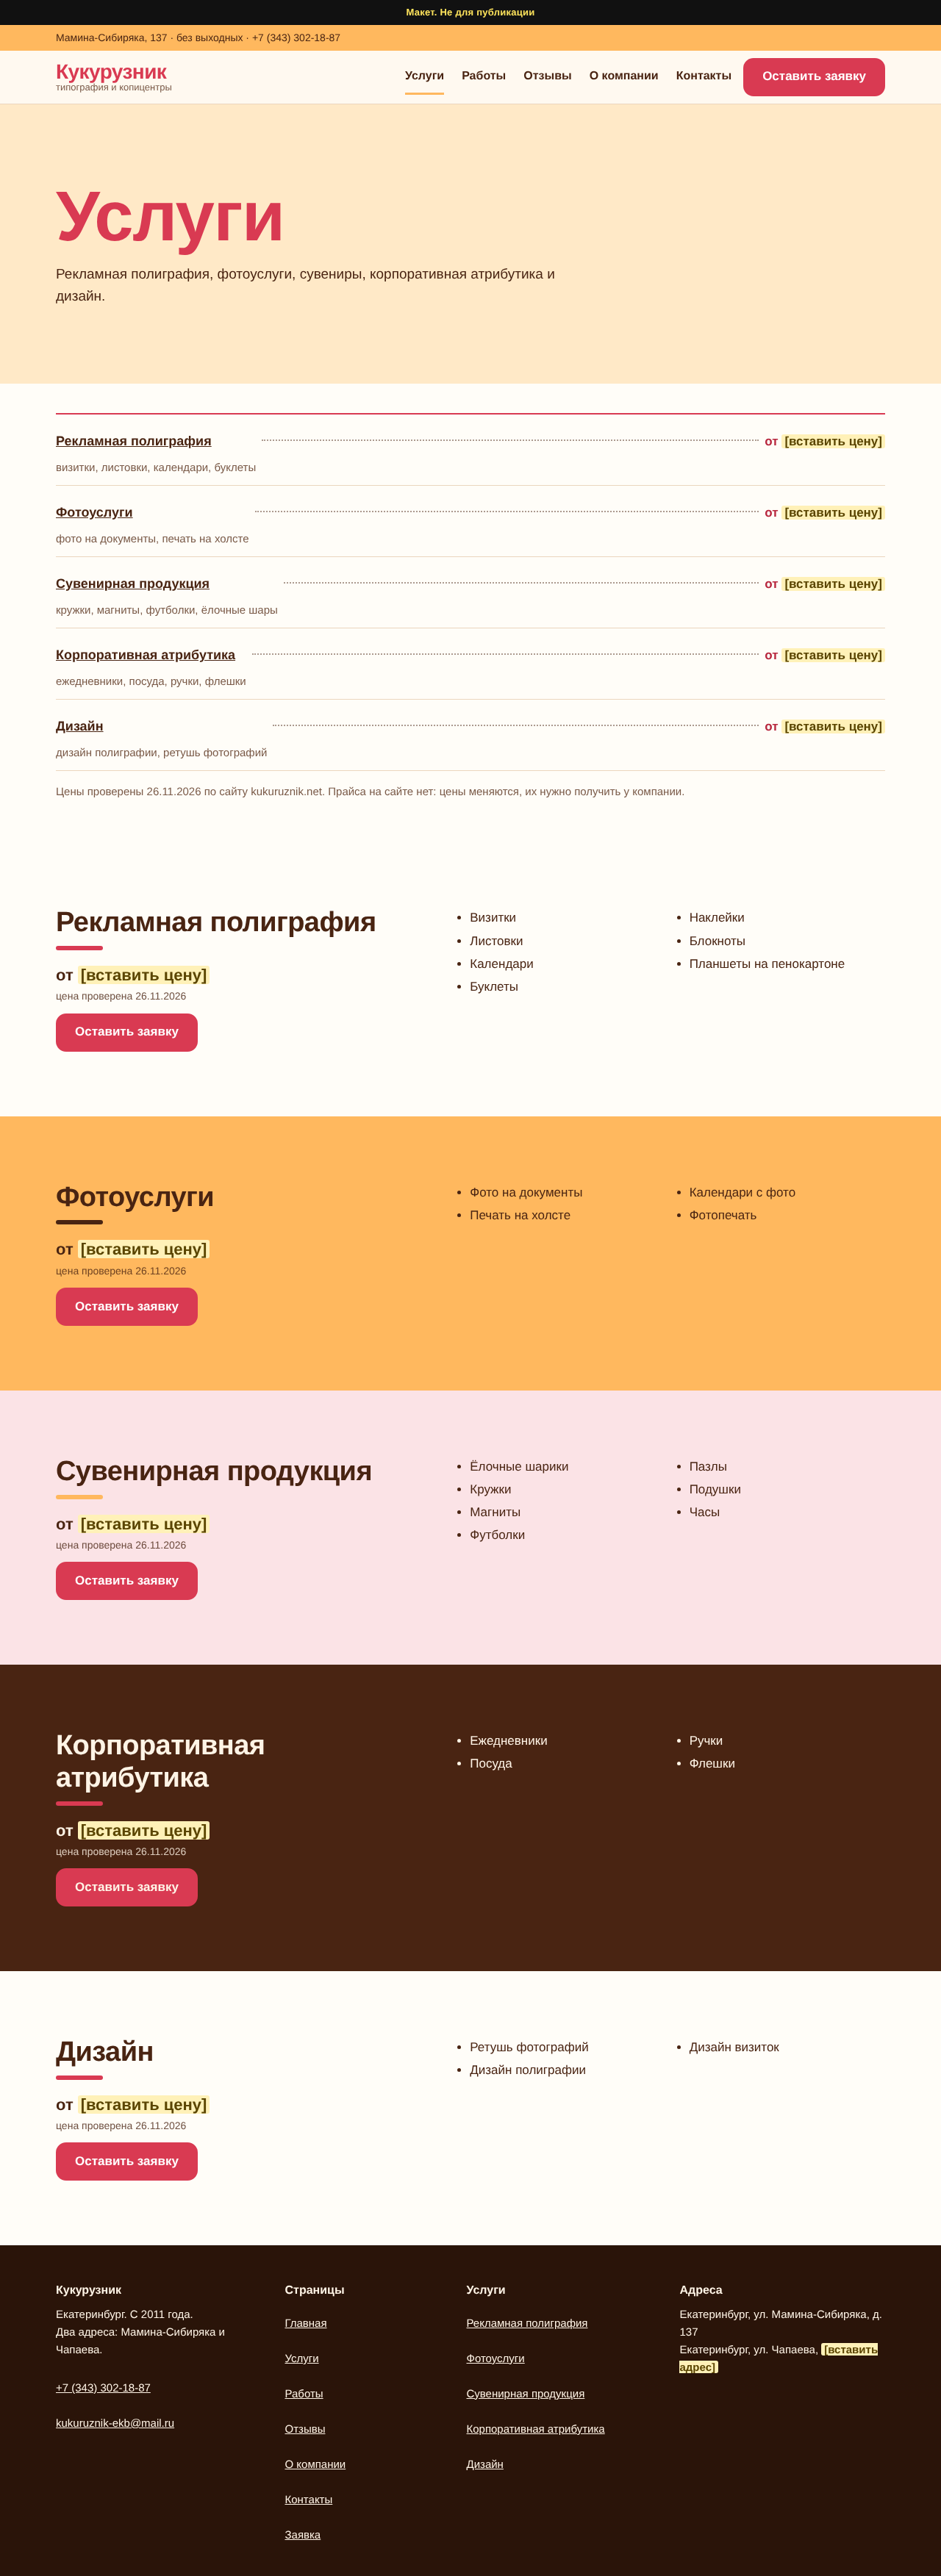 Макет. Не для публикации
Мамина-Сибиряка, 137 · без выходных · +7 (343) 302-18-87
Кукурузник
типография и копицентры
Услуги
Работы
Отзывы
О компании
Контакты
Оставить заявку
Услуги
Рекламная полиграфия, фотоуслуги, сувениры, корпоративная атрибутика и
дизайн.
Рекламная полиграфия
от [вставить цену]
визитки, листовки, календари, буклеты
Фотоуслуги
от [вставить цену]
фото на документы, печать на холсте
Сувенирная продукция
от [вставить цену]
кружки, магниты, футболки, ёлочные шары
Корпоративная атрибутика
от [вставить цену]
ежедневники, посуда, ручки, флешки
Дизайн
от [вставить цену]
дизайн полиграфии, ретушь фотографий
Цены проверены 26.11.2026 по сайту kukuruznik.net. Прайса на сайте нет: цены меняются, их нужно получить у компании.
Рекламная полиграфия
от [вставить цену]
цена проверена 26.11.2026
Оставить заявку
Визитки
Листовки
Календари
Буклеты
Наклейки
Блокноты
Планшеты на пенокартоне
Фотоуслуги
от [вставить цену]
цена проверена 26.11.2026
Оставить заявку
Фото на документы
Печать на холсте
Календари с фото
Фотопечать
Сувенирная продукция
от [вставить цену]
цена проверена 26.11.2026
Оставить заявку
Ёлочные шарики
Кружки
Магниты
Футболки
Пазлы
Подушки
Часы
Корпоративная
атрибутика
от [вставить цену]
цена проверена 26.11.2026
Оставить заявку
Ежедневники
Посуда
Ручки
Флешки
Дизайн
от [вставить цену]
цена проверена 26.11.2026
Оставить заявку
Ретушь фотографий
Дизайн полиграфии
Дизайн визиток
Кукурузник
Екатеринбург. С 2011 года.
Два адреса: Мамина-Сибиряка и
Чапаева.
+7 (343) 302-18-87
kukuruznik-ekb@mail.ru
Страницы
Главная
Услуги
Работы
Отзывы
О компании
Контакты
Заявка
Услуги
Рекламная полиграфия
Фотоуслуги
Сувенирная продукция
Корпоративная атрибутика
Дизайн
Адреса
Екатеринбург, ул. Мамина-Сибиряка, д.
137
Екатеринбург, ул. Чапаева, [вставить
адрес]